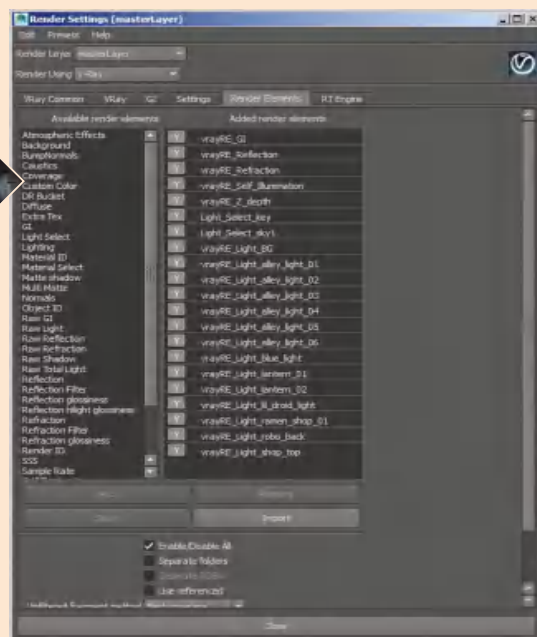 Render Settings (masterLayer)
Edit Presets Help
Render Layer masterLayer
Render Using V-Ray
VRay Common VRay GI Settings Render Elements RT Engine
Available render elements
Atmospheric Effects
Background
BumpNormals
Caustics
Coverage
Custom Color
DR Bucket
Diffuse
Extra Tex
GI
Light Select
Lighting
Material ID
Material Select
Matte shadow
Multi Matte
Normals
Object ID
Raw GI
Raw Light
Raw Reflection
Raw Refraction
Raw Shadow
Raw Total Light
Reflection
Reflection Filter
Reflection glossiness
Reflection hilight glossiness
Refraction
Refraction Filter
Refraction glossiness
Render ID
SSS
Sample Rate
Added render elements
Y vrayRE_GI
Y vrayRE_Reflection
Y vrayRE_Refraction
Y vrayRE_Self_Illumination
Y vrayRE_Z_depth
Y Light_Select_key
Y Light_Select_sky1
Y vrayRE_Light_BG
Y vrayRE_Light_alley_light_01
Y vrayRE_Light_alley_light_02
Y vrayRE_Light_alley_light_03
Y vrayRE_Light_alley_light_04
Y vrayRE_Light_alley_light_05
Y vrayRE_Light_alley_light_06
Y vrayRE_Light_blue_light
Y vrayRE_Light_lantern_01
Y vrayRE_Light_lantern_02
Y vrayRE_Light_lil_droid_light
Y vrayRE_Light_ramen_shop_01
Y vrayRE_Light_robo_back
Y vrayRE_Light_shop_top
Import
Enable/Disable All
Separate folders
Use referenced
Close